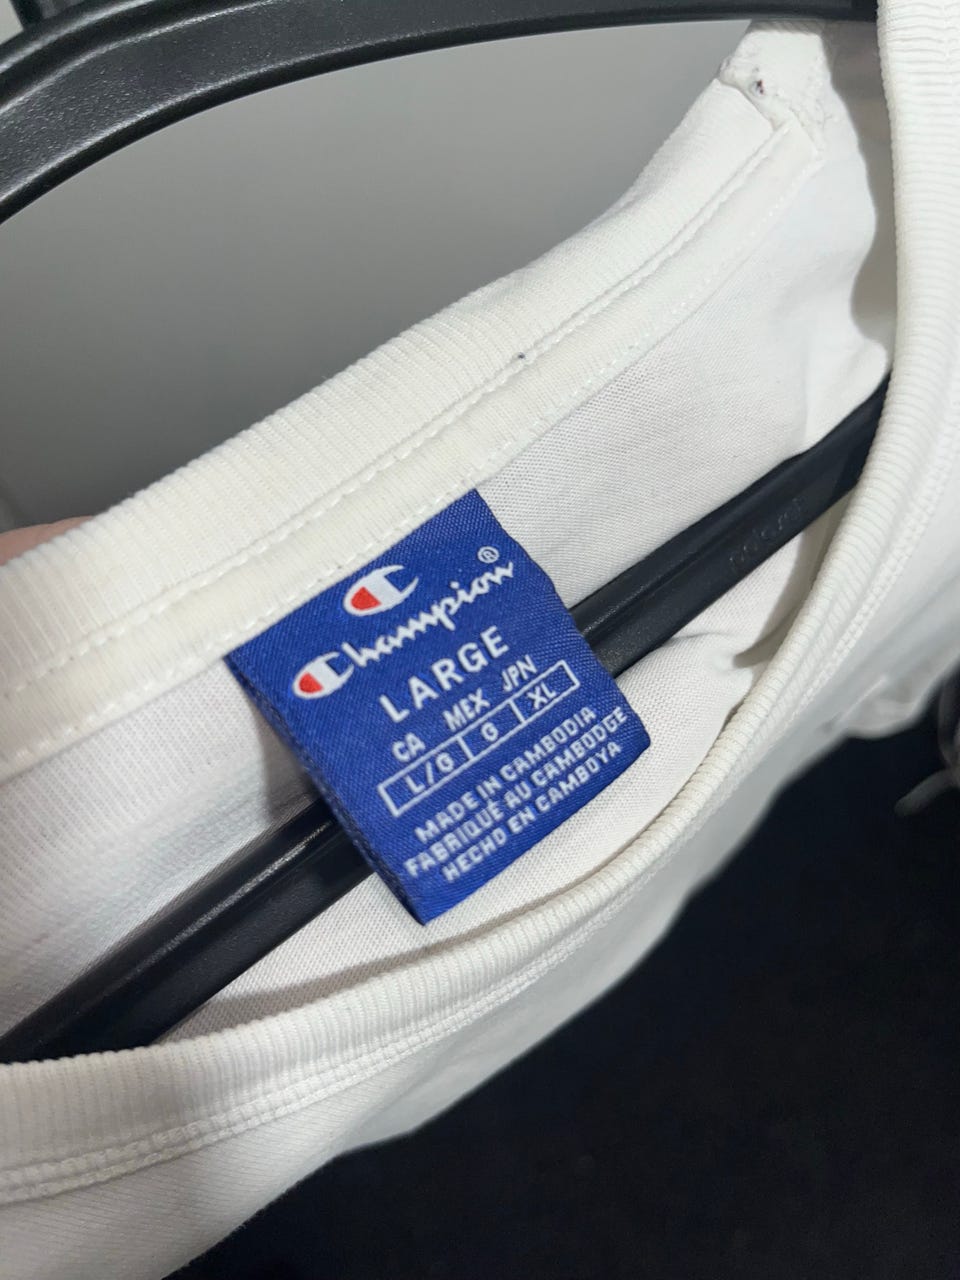 Champion®
LARGE
CA MEX JPN
L/G G XL
MADE IN CAMBODIA
FABRIQUÉ AU CAMBODGE
HECHO EN CAMBOYA